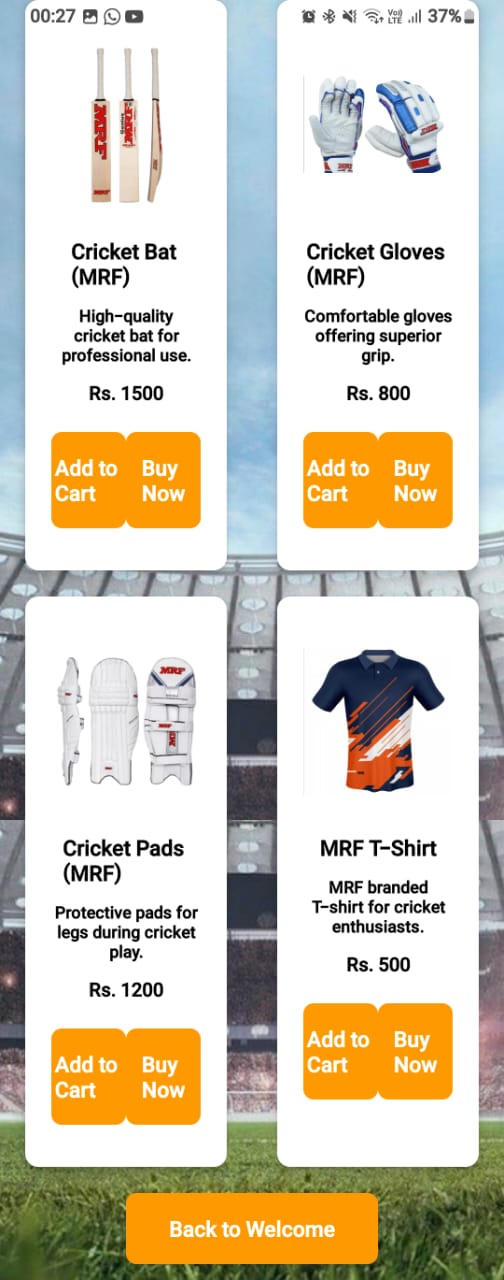 00:27
Vo))
LTE
37%
MRF
MRF
MRF
Cricket Bat
(MRF)
High-quality
cricket bat for
professional use.
Rs. 1500
Add to
Cart
Buy
Now
Cricket Gloves
(MRF)
Comfortable gloves
offering superior
grip.
Rs. 800
Add to
Cart
Buy
Now
MRF
MRF
Cricket Pads
(MRF)
Protective pads for
legs during cricket
play.
Rs. 1200
Add to
Cart
Buy
Now
MRF T-Shirt
MRF branded
T-shirt for cricket
enthusiasts.
Rs. 500
Add to
Cart
Buy
Now
Back to Welcome